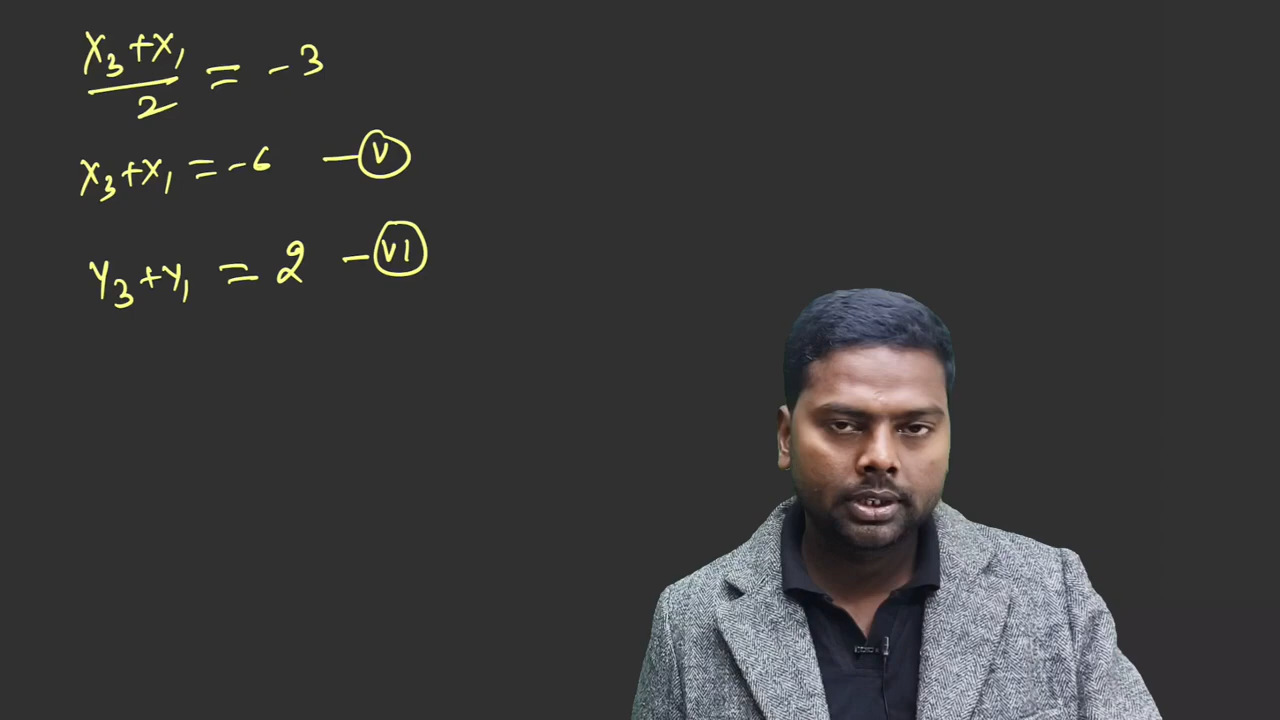 x₃+x₁/2 = -3
x₃+x₁ = -6 — (V)
y₃+y₁ = 2 — (VI)